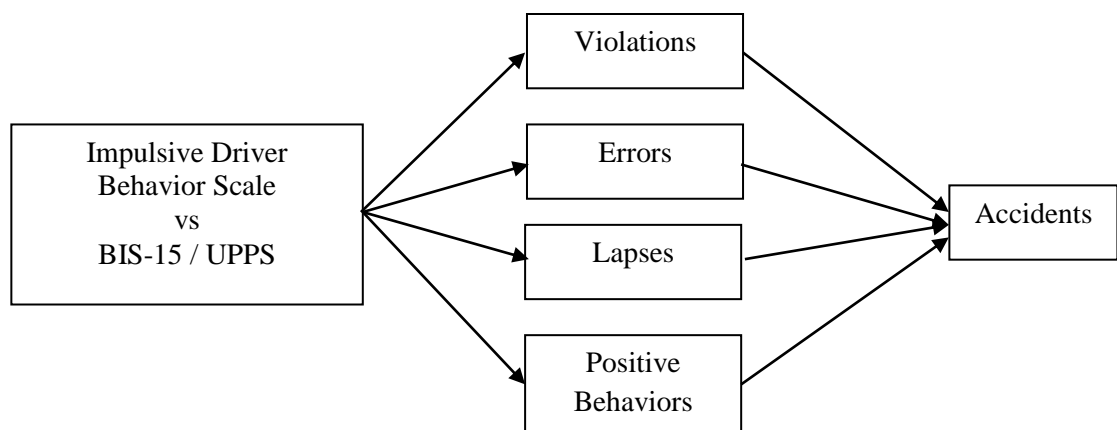 Impulsive Driver
Behavior Scale
vs
BIS-15 / UPPS
Violations
Errors
Lapses
Positive
Behaviors
Accidents